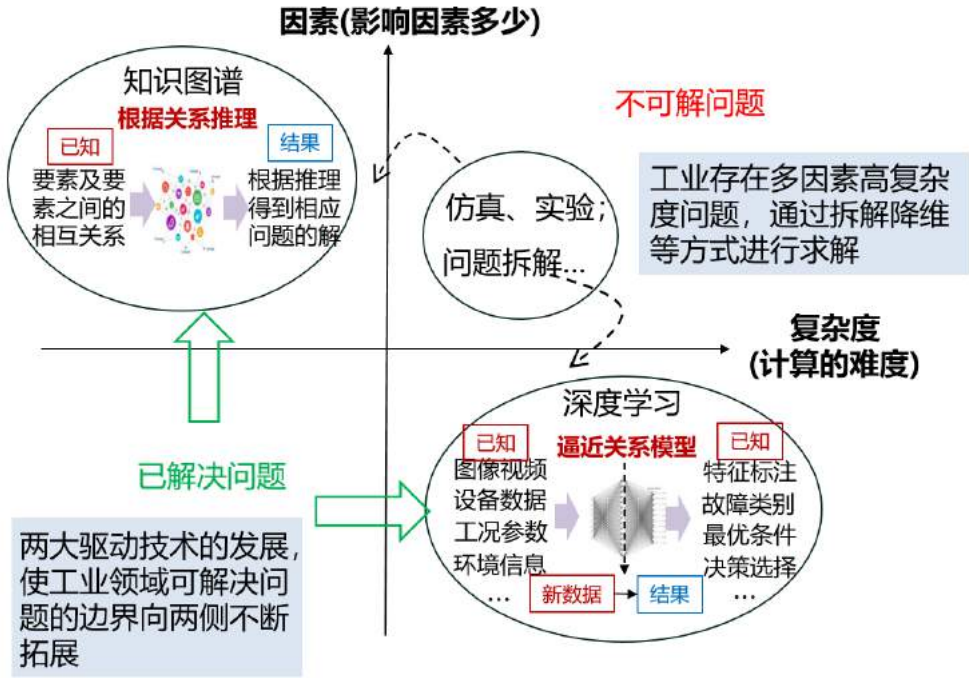 因素(影响因素多少)
知识图谱
根据关系推理
已知
结果
要素及要
素之间的
相互关系
根据推理
得到相应
问题的解
不可解问题
仿真、实验；
问题拆解...
工业存在多因素高复杂
度问题，通过拆解降维
等方式进行求解
复杂度
(计算的难度)
已解决问题
两大驱动技术的发展，
使工业领域可解决问
题的边界向两侧不断
拓展
深度学习
已知
逼近关系模型
已知
图像视频
设备数据
工况参数
环境信息
...
特征标注
故障类别
最优条件
决策选择
...
新数据
结果